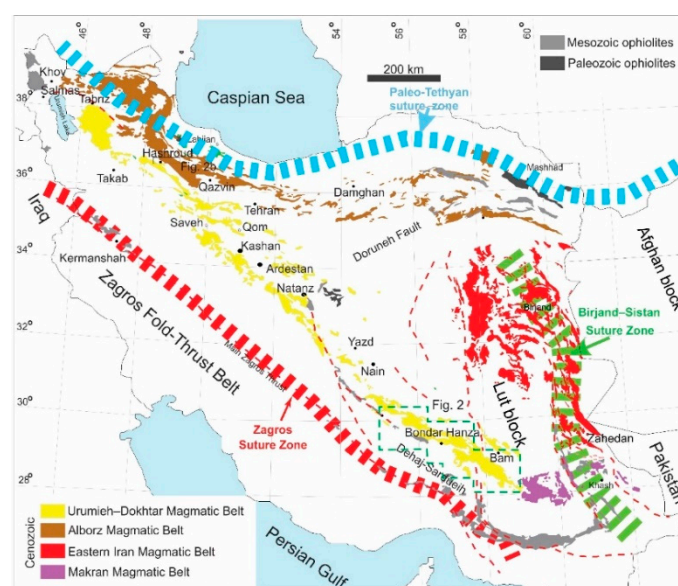 46
48
50
54
56
58
60
Mesozoic ophiolites
Paleozoic ophiolites
200 km
Khoy
Salmas
38
Tabriz
Caspian Sea
Paleo-Tethyan
suture zone
Lahijan
Hashroud
Fig. 2b
Mashhad
36
Takab
Qazvin
Damghan
Tehran
Iraq
Saveh
Qom
Doruneh Fault
Afghan block
34
Kashan
Kermanshah
Ardestan
Natanz
Zagros Fold-Thrust Belt
Birjand
Birjand–Sistan
Suture Zone
32
Yazd
Main Zagros Thrust
Nain
Lut block
30
Fig. 2
Zagros
Suture Zone
Bondar Hanza
Zahedan
Pakistan
Dehaj-Sarduieh
Bam
28
Khash
Cenozoic
Urumieh–Dokhtar Magmatic Belt
Alborz Magmatic Belt
Eastern Iran Magmatic Belt
Makran Magmatic Belt
Persian Gulf